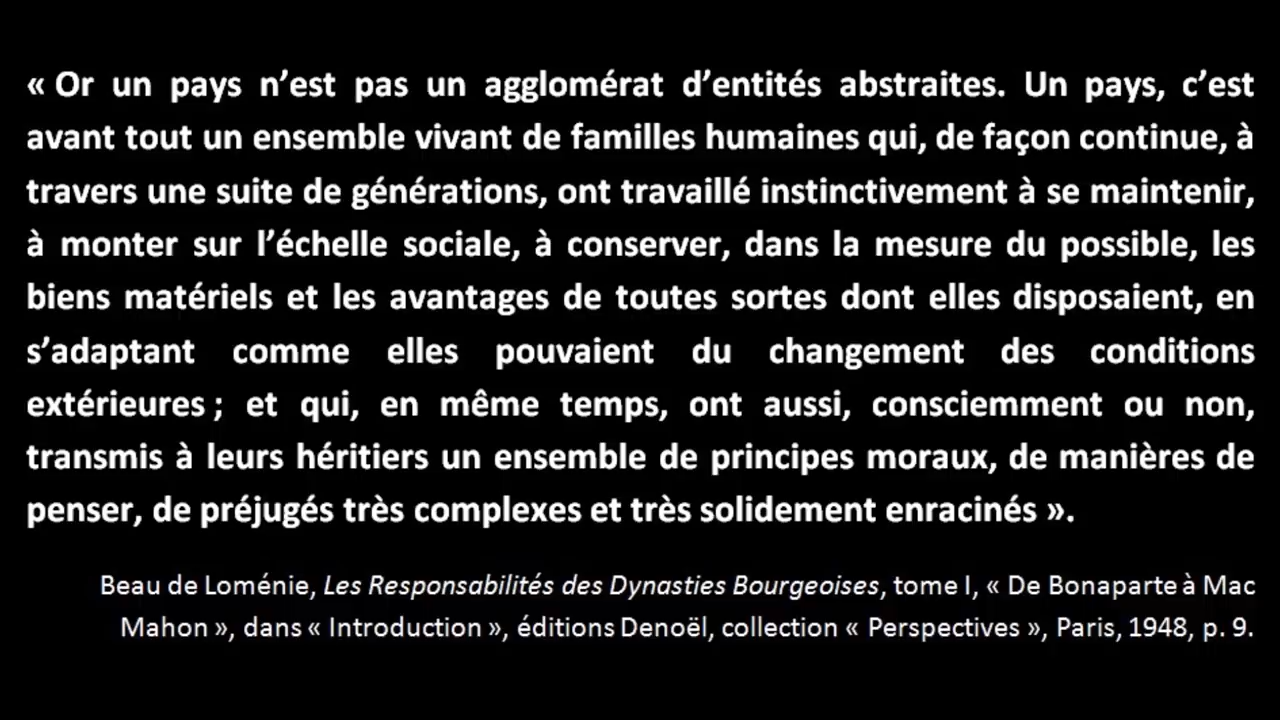 « Or un pays n’est pas un agglomérat d’entités abstraites. Un pays, c’est
avant tout un ensemble vivant de familles humaines qui, de façon continue, à
travers une suite de générations, ont travaillé instinctivement à se maintenir,
à monter sur l’échelle sociale, à conserver, dans la mesure du possible, les
biens matériels et les avantages de toutes sortes dont elles disposaient, en
s’adaptant comme elles pouvaient du changement des conditions
extérieures ; et qui, en même temps, ont aussi, consciemment ou non,
transmis à leurs héritiers un ensemble de principes moraux, de manières de
penser, de préjugés très complexes et très solidement enracinés ».
Beau de Loménie, Les Responsabilités des Dynasties Bourgeoises, tome I, « De Bonaparte à Mac
Mahon », dans « Introduction », éditions Denoël, collection « Perspectives », Paris, 1948, p. 9.